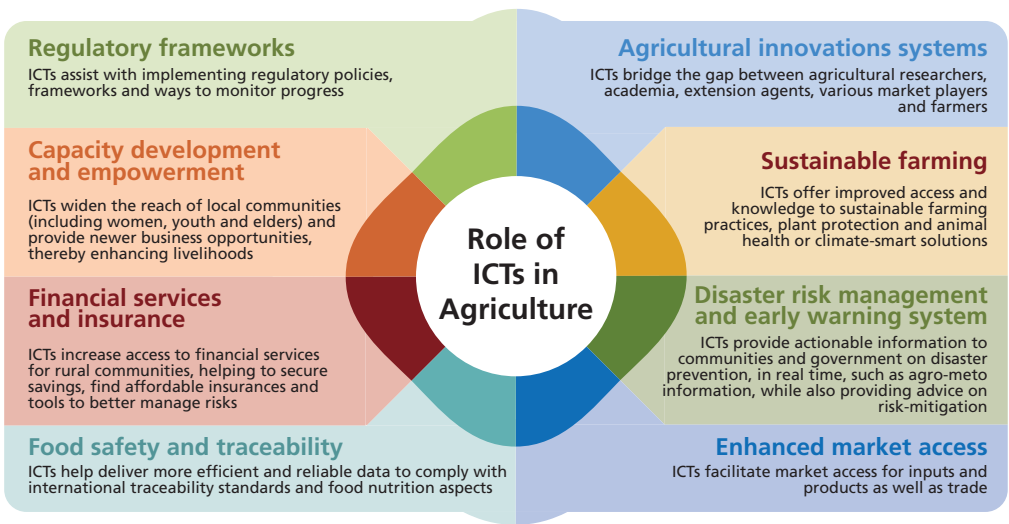 Regulatory frameworks
ICTs assist with implementing regulatory policies,
frameworks and ways to monitor progress
Agricultural innovations systems
ICTs bridge the gap between agricultural researchers,
academia, extension agents, various market players
and farmers
Capacity development
and empowerment
ICTs widen the reach of local communities
(including women, youth and elders) and
provide newer business opportunities,
thereby enhancing livelihoods
Sustainable farming
ICTs offer improved access and
knowledge to sustainable farming
practices, plant protection and animal
health or climate-smart solutions
Role of
ICTs in
Agriculture
Financial services
and insurance
ICTs increase access to financial services
for rural communities, helping to secure
savings, find affordable insurances and
tools to better manage risks
Disaster risk management
and early warning system
ICTs provide actionable information to
communities and government on disaster
prevention, in real time, such as agro-meto
information, while also providing advice on
risk-mitigation
Food safety and traceability
ICTs help deliver more efficient and reliable data to comply with
international traceability standards and food nutrition aspects
Enhanced market access
ICTs facilitate market access for inputs and
products as well as trade